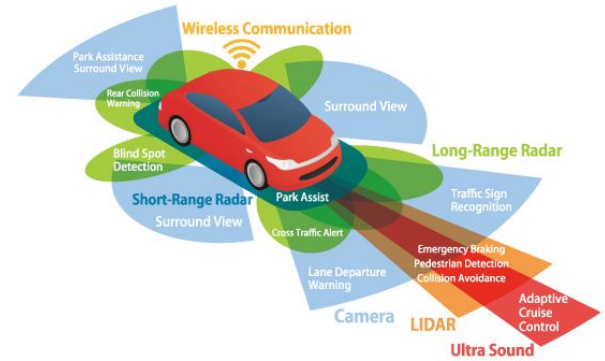 Wireless Communication
Park Assistance
Surround View
Rear Collision
Warning
Surround View
Blind Spot
Detection
Long-Range Radar
Short-Range Radar
Park Assist
Traffic Sign
Recognition
Surround View
Cross Traffic Alert
Emergency Braking
Pedestrian Detection
Collision Avoidance
Lane Departure
Warning
Adaptive
Cruise
Control
Camera
LIDAR
Ultra Sound